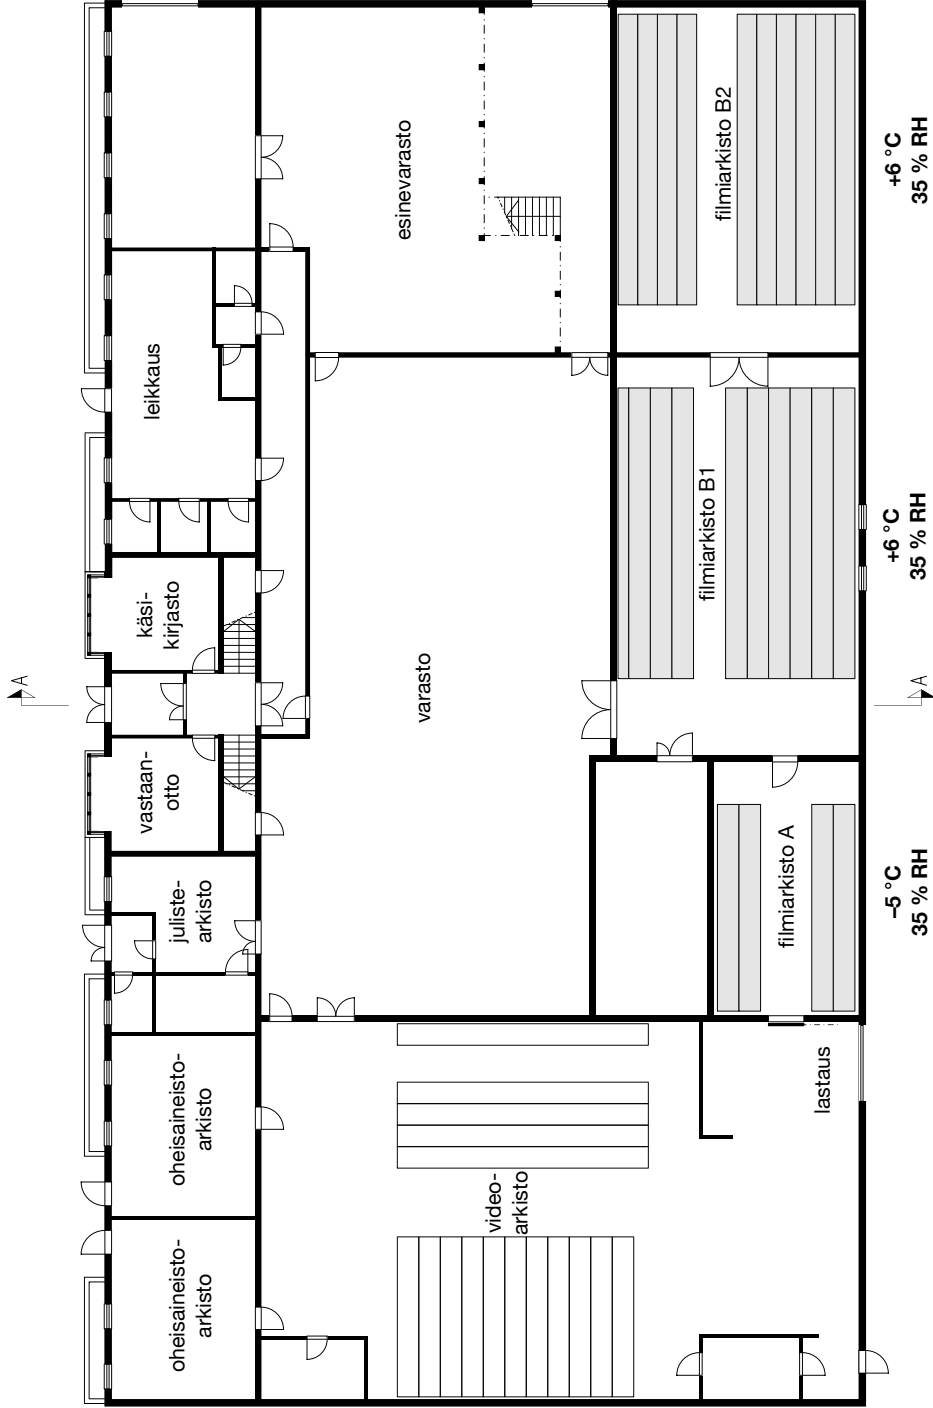 oheisaineisto-
arkisto
oheisaineisto-
arkisto
juliste-
arkisto
vastaan-
otto
käsi-
kirjasto
leikkaus
video-
arkisto
varasto
esinevarasto
lastaus
filmiarkisto A
filmiarkisto B1
filmiarkisto B2
–5 °C
35 % RH
+6 °C
35 % RH
+6 °C
35 % RH
A
A